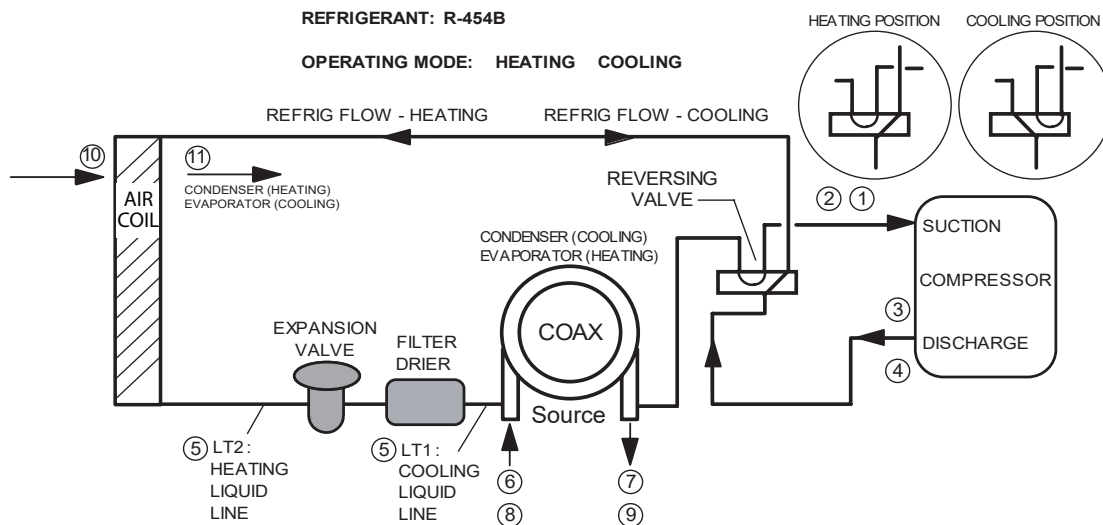 REFRIGERANT: R-454B
OPERATING MODE: HEATING COOLING
HEATING POSITION
COOLING POSITION
REFRIG FLOW - HEATING
REFRIG FLOW - COOLING
10
11
CONDENSER (HEATING)
EVAPORATOR (COOLING)
AIR
COIL
REVERSING
VALVE
2 1
SUCTION
COMPRESSOR
3
DISCHARGE
4
CONDENSER (COOLING)
EVAPORATOR (HEATING)
COAX
EXPANSION
VALVE
FILTER
DRIER
Source
5 LT2:
HEATING
LIQUID
LINE
5 LT1:
COOLING
LIQUID
LINE
6
8
7
9